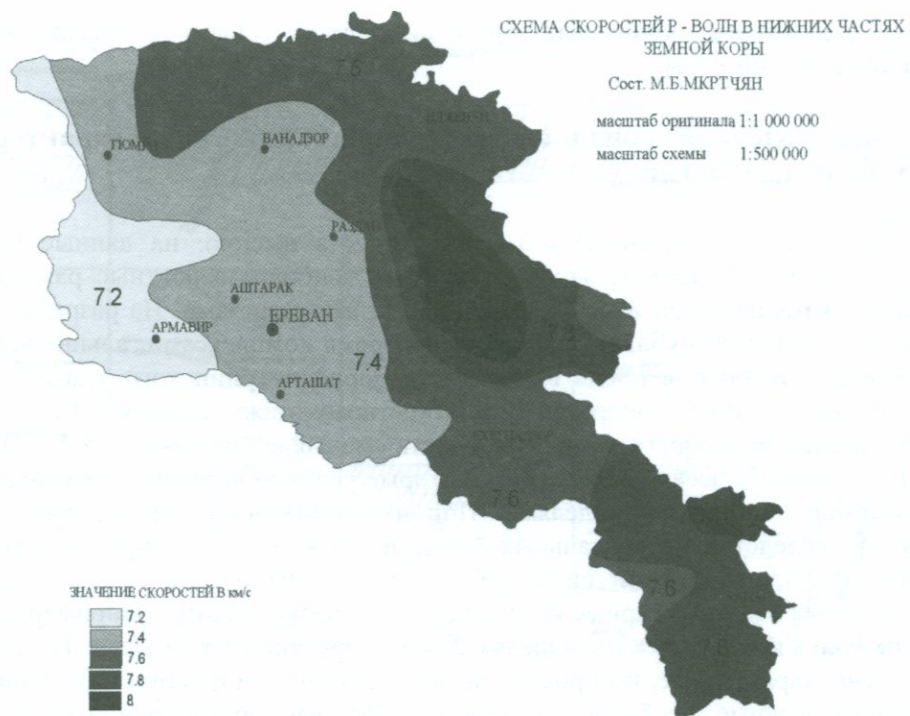 СХЕМА СКОРОСТЕЙ Р - ВОЛН В НИЖНИХ ЧАСТЯХ
ЗЕМНОЙ КОРЫ
Сост. М.Б.МКРТЧЯН
масштаб оригинала 1:1 000 000
масштаб схемы 1:500 000
7.6
ГЮМРИ
ВАНАДЗОР
РАЗДАН
7.2
АШТАРАК
ЕРЕВАН
АРМАВИР
7.4
АРТАШАТ
7.6
7.6
7.8
ЗНАЧЕНИЕ СКОРОСТЕЙ В км/с
7.2
7.4
7.6
7.8
8